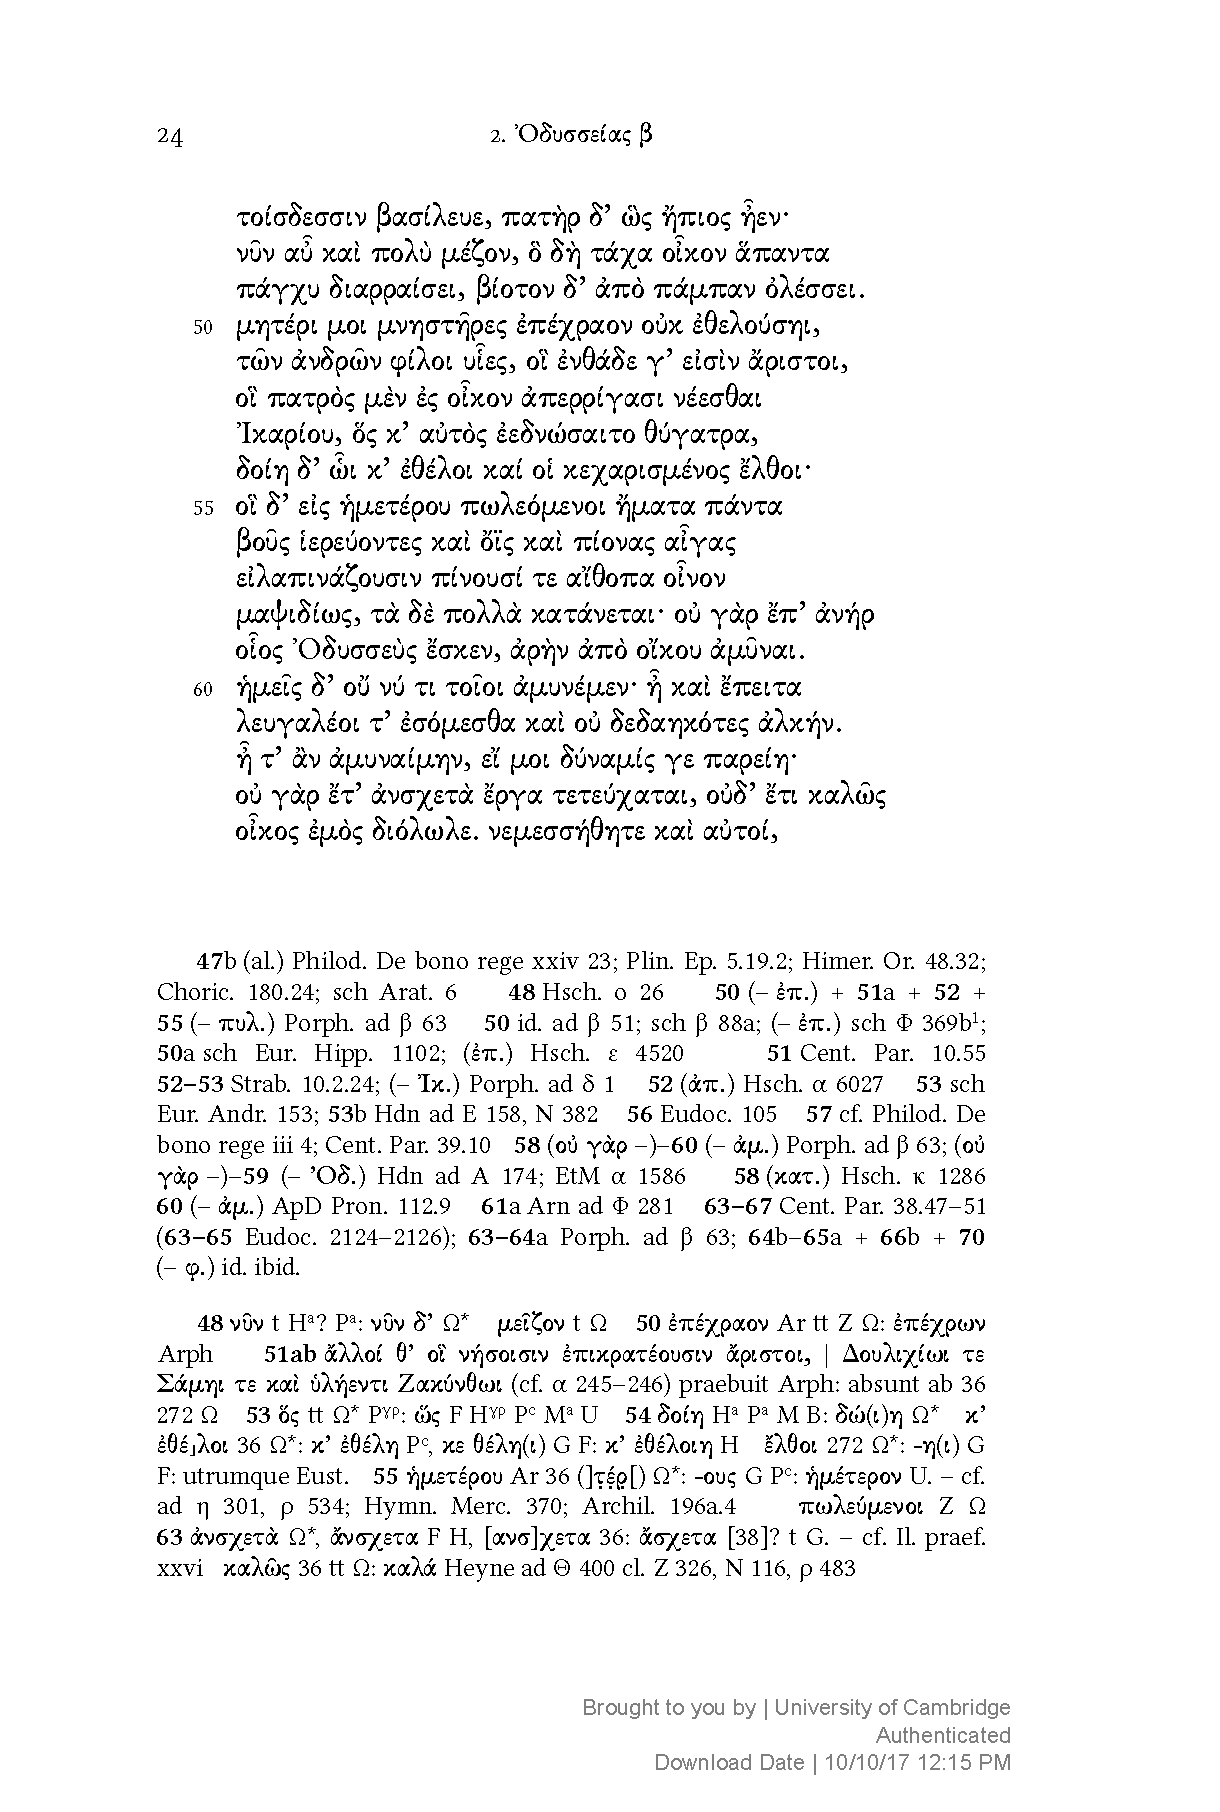 24 2. Ὀδυσσείας β
τοίσδεσσιν βασίλευε, πατὴρ δ’ ὣς ἤπιος ἦεν·
νῦν αὖ καὶ πολὺ μέζον, ὃ δὴ τάχα οἶκον ἅπαντα
πάγχυ διαρραίσει, βίοτον δ’ ἀπὸ πάμπαν ὀλέσσει.
50 μητέρι μοι μνηστῆρες ἐπέχραον οὐκ ἐθελούσηι,
τῶν ἀνδρῶν φίλοι υἷες, οἳ ἐνθάδε γ’ εἰσὶν ἄριστοι,
οἳ πατρὸς μὲν ἐς οἶκον ἀπερρίγασι νέεσθαι
Ἰκαρίου, ὅς κ’ αὐτὸς ἐεδνώσαιτο θύγατρα,
δοίη δ’ ὧι κ’ ἐθέλοι καί οἱ κεχαρισμένος ἔλθοι·
55 οἳ δ’ εἰς ἡμετέρου πωλεόμενοι ἤματα πάντα
βοῦς ἱερεύοντες καὶ ὄϊς καὶ πίονας αἶγας
εἰλαπινάζουσιν πίνουσί τε αἴθοπα οἶνον
μαψιδίως, τὰ δὲ πολλὰ κατάνεται· οὐ γὰρ ἔπ’ ἀνήρ
οἷος Ὀδυσσεὺς ἔσκεν, ἀρὴν ἀπὸ οἴκου ἀμῦναι.
60 ἡμεῖς δ’ οὔ νύ τι τοῖοι ἀμυνέμεν· ἦ καὶ ἔπειτα
λευγαλέοι τ’ ἐσόμεσθα καὶ οὐ δεδαηκότες ἀλκήν.
ἦ τ’ ἂν ἀμυναίμην, εἴ μοι δύναμίς γε παρείη·
οὐ γὰρ ἔτ’ ἀνσχετὰ ἔργα τετεύχαται, οὐδ’ ἔτι καλῶς
οἶκος ἐμὸς διόλωλε. νεμεσσήθητε καὶ αὐτοί,
47b (al.) Philod. De bono rege xxiv 23; Plin. Ep. 5.19.2; Himer. Or. 48.32;
Choric. 180.24; sch Arat. 6 48 Hsch. ο 26 50 (– ἐπ.) + 51a + 52 +
55 (– πυλ.) Porph. ad β 63 50 id. ad β 51; sch β 88a; (– ἐπ.) sch Φ 369b¹;
50a sch Eur. Hipp. 1102; (ἐπ.) Hsch. ε 4520 51 Cent. Par. 10.55
52–53 Strab. 10.2.24; (– Ἰκ.) Porph. ad δ 1 52 (ἀπ.) Hsch. α 6027 53 sch
Eur. Andr. 153; 53b Hdn ad E 158, N 382 56 Eudoc. 105 57 cf. Philod. De
bono rege iii 4; Cent. Par. 39.10 58 (οὐ γὰρ –)–60 (– ἀμ.) Porph. ad β 63; (οὐ
γὰρ –)–59 (– Ὀδ.) Hdn ad A 174; EtM α 1586 58 (κατ.) Hsch. κ 1286
60 (– ἀμ.) ApD Pron. 112.9 61a Arn ad Φ 281 63–67 Cent. Par. 38.47–51
(63–65 Eudoc. 2124–2126); 63–64a Porph. ad β 63; 64b–65a + 66b + 70
(– φ.) id. ibid.
48 νῦν t Hᵃ? Pᵃ: νῦν δ’ Ω* μεῖζον t Ω 50 ἐπέχραον Ar tt Z Ω: ἐπέχρων
Arph 51ab ἄλλοί θ’ οἳ νήσοισιν ἐπικρατέουσιν ἄριστοι, | Δουλιχίωι τε
Σάμηι τε καὶ ὑλήεντι Ζακύνθωι (cf. α 245–246) praebuit Arph: absunt ab 36
272 Ω 53 ὅς tt Ω* Pᵞᵖ: ὥς F Hᵞᵖ Pᶜ Mᵃ U 54 δοίη Hᵃ Pᵃ M B: δώ(ι)η Ω* κ’
ἐθέ⌟λοι 36 Ω*: κ’ ἐθέλη Pᶜ, κε θέλη(ι) G F: κ’ ἐθέλοιη H ἔλθοι 272 Ω*: -η(ι) G
F: utrumque Eust. 55 ἡμετέρου Ar 36 (]τ̣έ̣ρ̣[) Ω*: -ους G Pᶜ: ἡμέτερον U. – cf.
ad η 301, ρ 534; Hymn. Merc. 370; Archil. 196a.4 πωλεύμενοι Z Ω
63 ἀνσχετὰ Ω*, ἄνσχετα F H, [ανσ]χετα 36: ἄσχετα [38]? t G. – cf. Il. praef.
xxvi καλῶς 36 tt Ω: καλά Heyne ad Θ 400 cl. Z 326, N 116, ρ 483
Brought to you by | University of Cambridge
Authenticated
Download Date | 10/10/17 12:15 PM